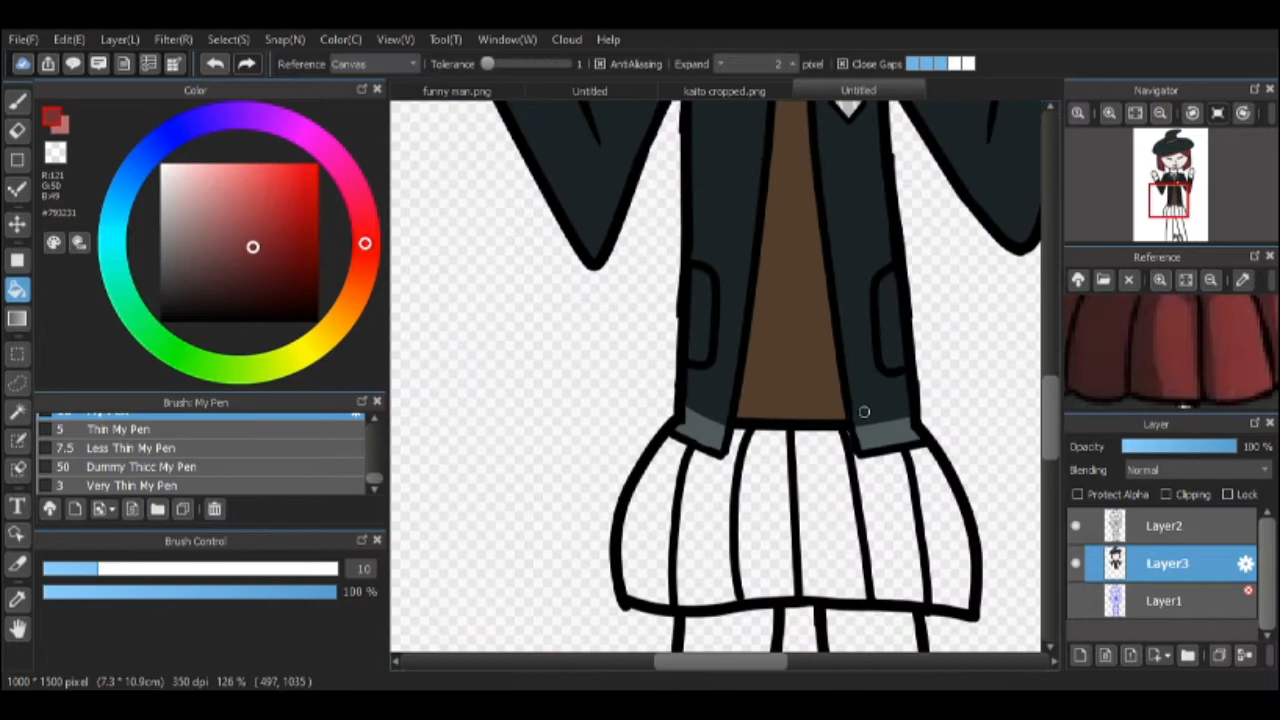 File(F) Edit(E) Layer(L) Filter(R) Select(S) Snap(N) Color(C) View(V) Tool(T) Window(W) Cloud Help
Reference Canvas Tolerance 1 AntiAliasing Expand 2 pixel Close Gaps
Color
funny man.png Untitled kaito cropped.png Untitled
Navigator
R:121
G:50
B:49
#793231
Reference
Brush: My Pen
5 Thin My Pen
7.5 Less Thin My Pen
50 Dummy Thicc My Pen
3 Very Thin My Pen
Layer
Opacity 100 %
Blending Normal
Protect Alpha Clipping Lock
Layer2
Layer3
Layer1
Brush Control
10
100 %
1000 * 1500 pixel (7.3 * 10.9cm) 350 dpi 126 % ( 497, 1035 )